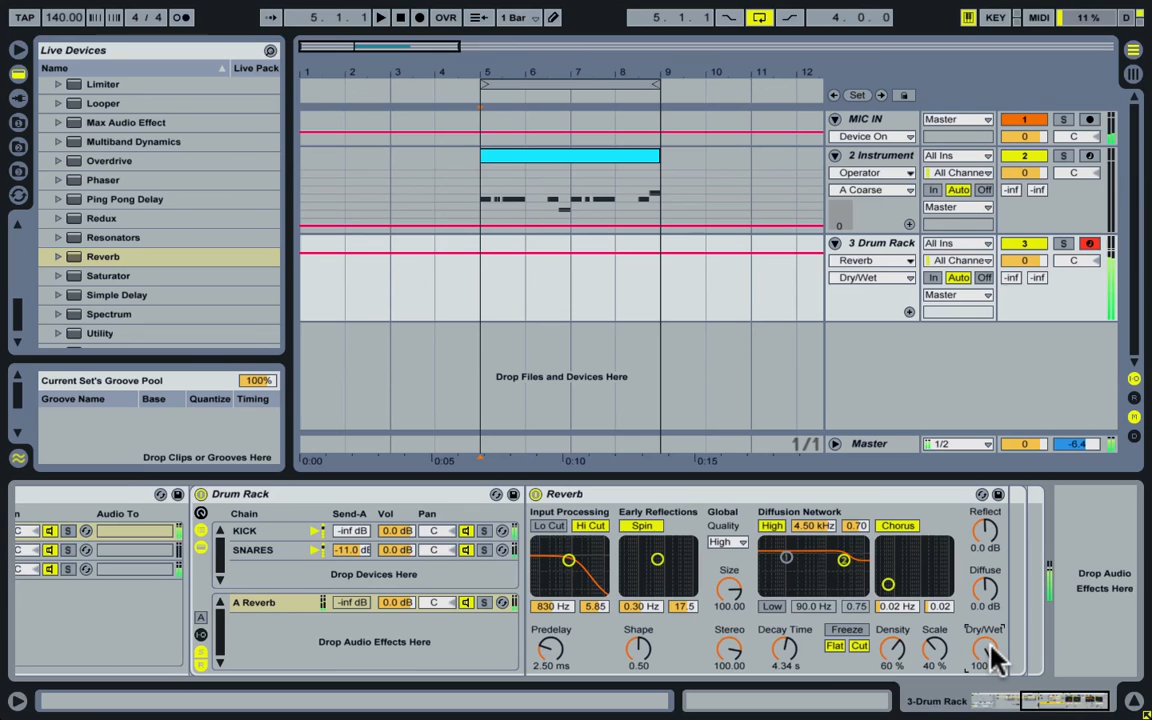 TAP 140.00 4 / 4 5. 1. 1 OVR 1 Bar 5. 1. 1 4. 0. 0 KEY MIDI 11 % D
Live Devices
Name Live Pack
Limiter
Looper
Max Audio Effect
Multiband Dynamics
Overdrive
Phaser
Ping Pong Delay
Redux
Resonators
Reverb
Saturator
Simple Delay
Spectrum
Utility
Current Set's Groove Pool 100%
Groove Name Base Quantize Timing
Drop Clips or Grooves Here
1 2 3 4 5 6 7 8 9 10 11 12
Set
MIC IN Master 1 S
Device On 0 C
2 Instrument All Ins 2 S
Operator All Channe 0 C
A Coarse In Auto Off -inf -inf
Master
0
3 Drum Rack All Ins 3 S
Reverb All Channe 0 C
Dry/Wet In Auto Off -inf -inf
Master
Drop Files and Devices Here
1/1 Master 1/2 0 -6.4
0:00 0:05 0:10 0:15
I/O
R
M
D
n Audio To
C S
C S
C S
Drum Rack
Chain Send-A Vol Pan
KICK -inf dB 0.0 dB C S
SNARES -11.0 dB 0.0 dB C S
Drop Devices Here
A Reverb -inf dB 0.0 dB C S
A
Drop Audio Effects Here
Reverb
Input Processing Early Reflections Global Diffusion Network Reflect
Lo Cut Hi Cut Spin Quality High 4.50 kHz 0.70 Chorus
High
0.0 dB
Size Diffuse
830 Hz 5.85 0.30 Hz 17.5 100.00 Low 90.0 Hz 0.75 0.02 Hz 0.02 0.0 dB
Predelay Shape Stereo Decay Time Freeze Density Scale Dry/Wet
Flat Cut
2.50 ms 0.50 100.00 4.34 s 60 % 40 % 100
Drop Audio
Effects Here
3-Drum Rack